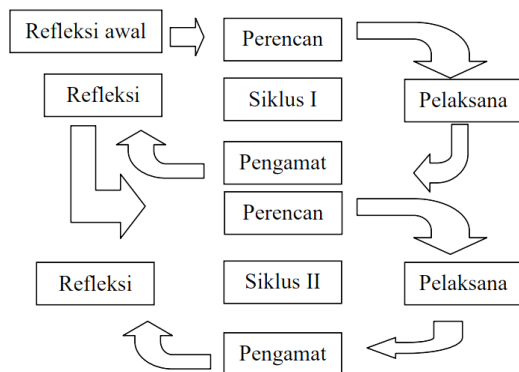 Refleksi awal
Perencan
Refleksi
Siklus I
Pelaksana
Pengamat
Perencan
Refleksi
Siklus II
Pelaksana
Pengamat